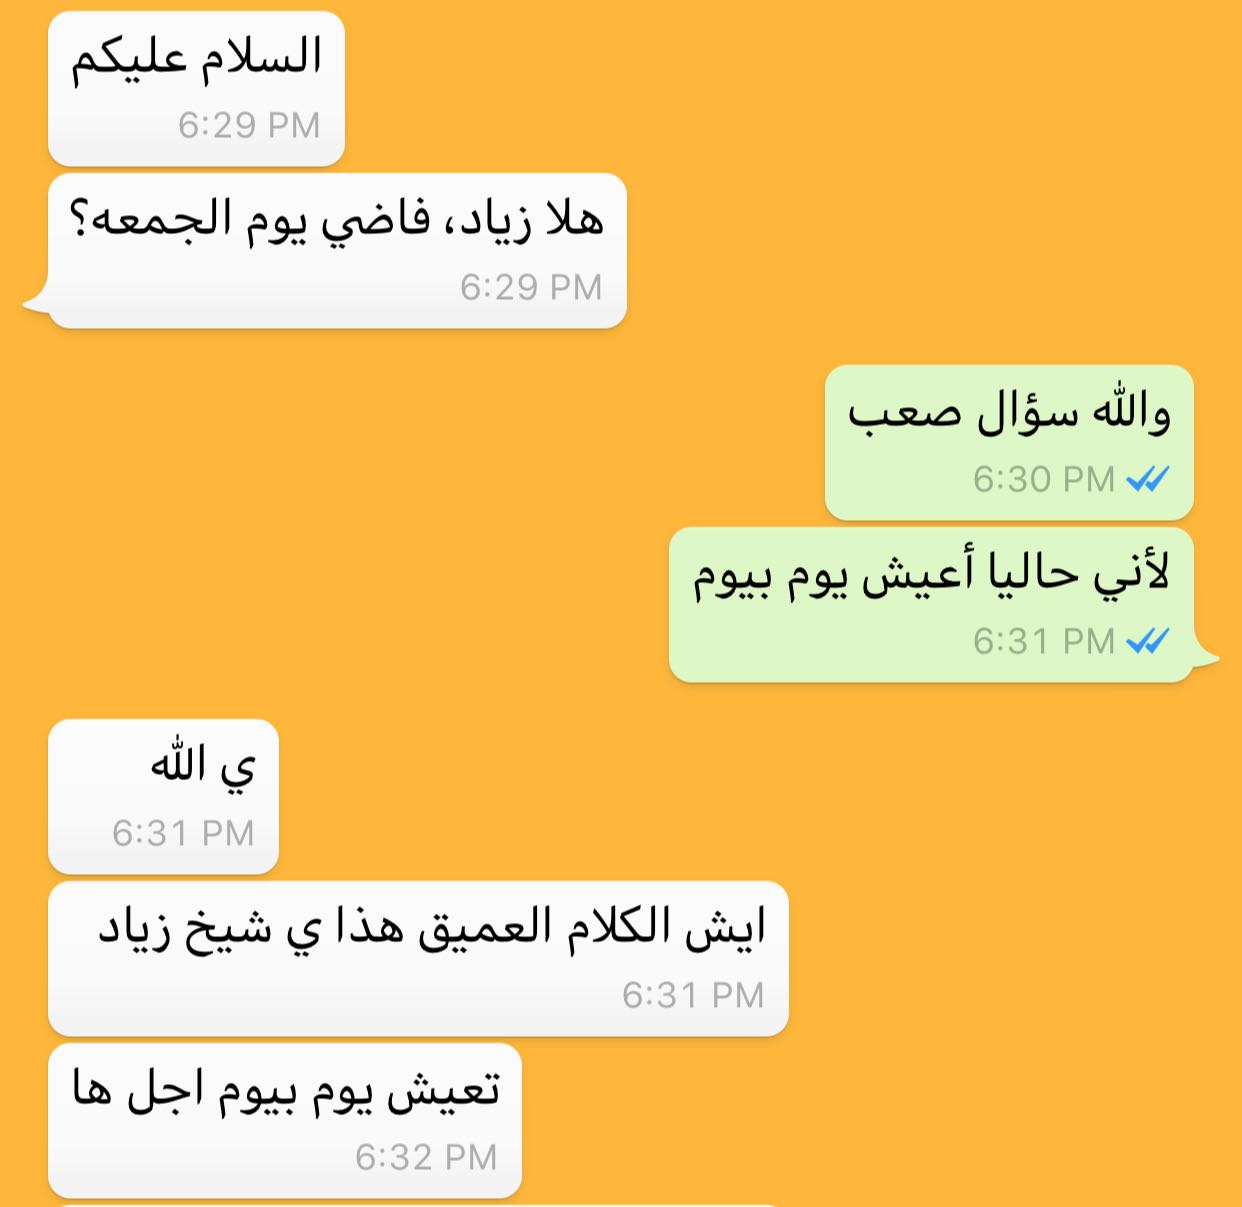 السلام عليكم
6:29 PM
هلا زياد، فاضي يوم الجمعه؟
6:29 PM
والله سؤال صعب
6:30 PM
لأني حاليا أعيش يوم بيوم
6:31 PM
ي الله
6:31 PM
ايش الكلام العميق هذا ي شيخ زياد
6:31 PM
تعيش يوم بيوم اجل ها
6:32 PM